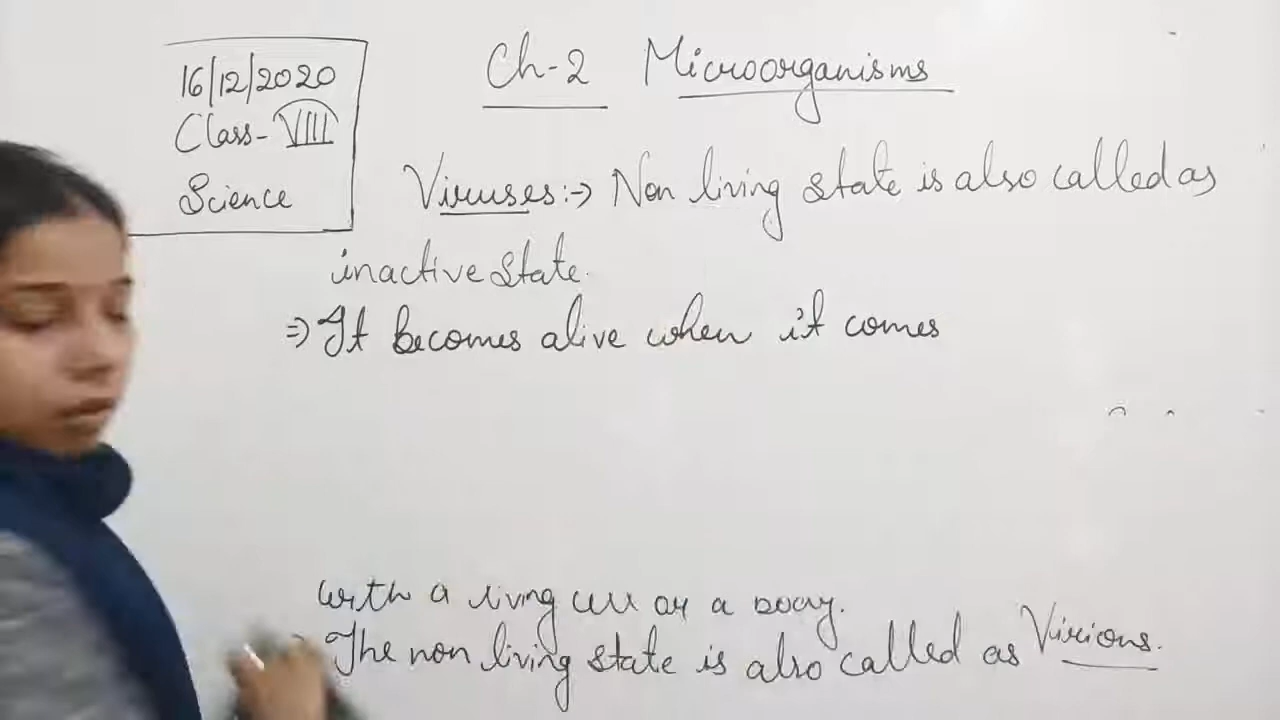 16/12/2020
Class-VIII
Science
Ch-2 Microorganisms
Viruses:→ Non living state is also called as
inactive state.
⇒ It becomes alive when it comes
with a living cell or a body.
The non living state is also called as Virions.